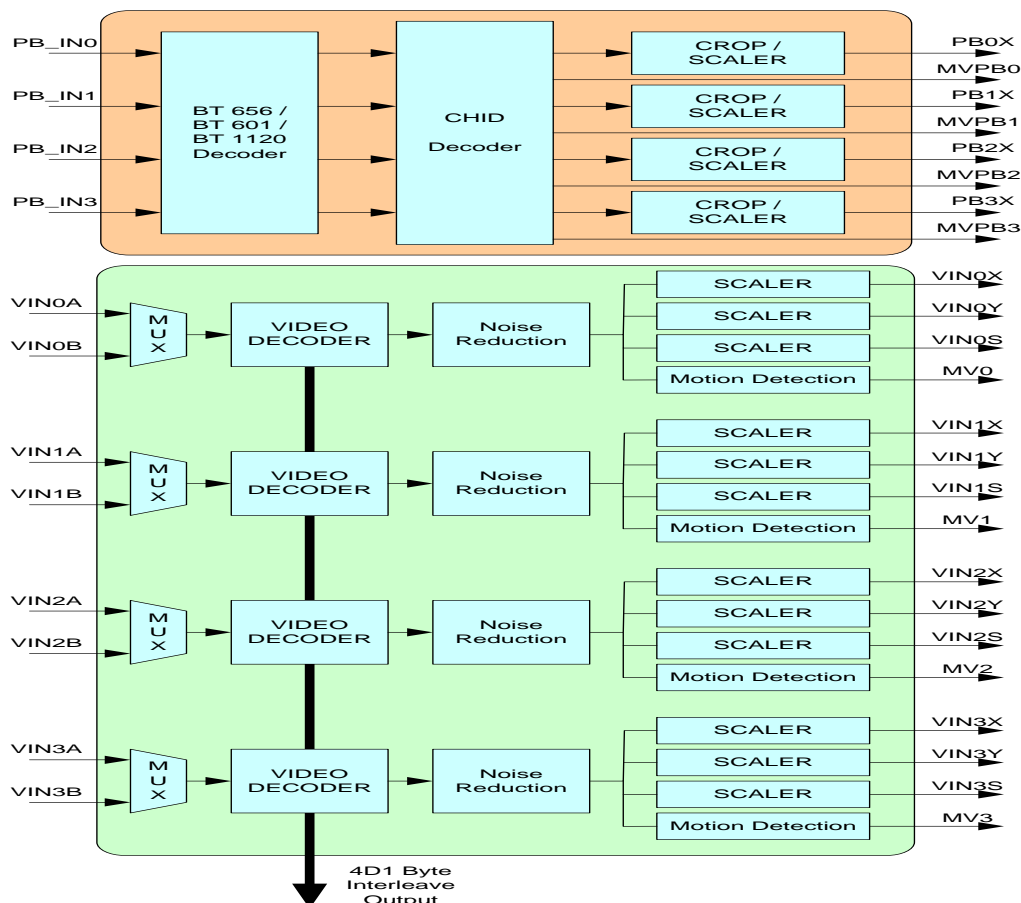 PB_IN0
PB_IN1
PB_IN2
PB_IN3
BT 656 /
BT 601 /
BT 1120
Decoder
CHID
Decoder
CROP /
SCALER
CROP /
SCALER
CROP /
SCALER
CROP /
SCALER
PB0X
MVPB0
PB1X
MVPB1
PB2X
MVPB2
PB3X
MVPB3
VIN0A
VIN0B
MUX
VIDEO
DECODER
Noise
Reduction
SCALER
SCALER
SCALER
Motion Detection
VIN0X
VIN0Y
VIN0S
MV0
VIN1A
VIN1B
MUX
VIDEO
DECODER
Noise
Reduction
SCALER
SCALER
SCALER
Motion Detection
VIN1X
VIN1Y
VIN1S
MV1
VIN2A
VIN2B
MUX
VIDEO
DECODER
Noise
Reduction
SCALER
SCALER
SCALER
Motion Detection
VIN2X
VIN2Y
VIN2S
MV2
VIN3A
VIN3B
MUX
VIDEO
DECODER
Noise
Reduction
SCALER
SCALER
SCALER
Motion Detection
VIN3X
VIN3Y
VIN3S
MV3
4D1 Byte
Interleave
Output